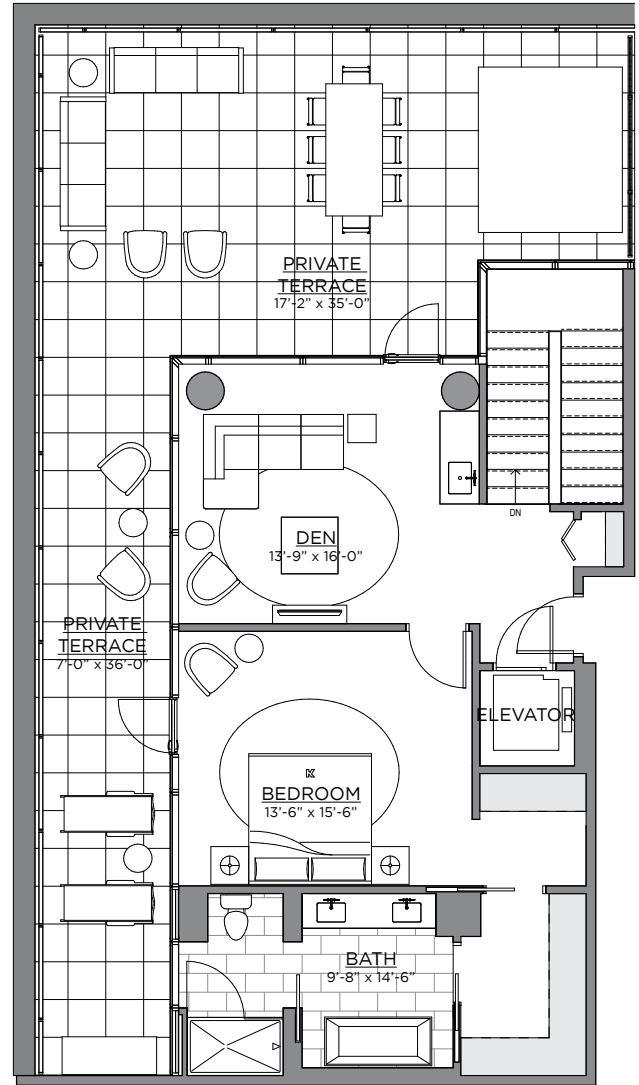 PRIVATE
TERRACE
17'-2" x 35'-0"
DN
DEN
13'-9" x 16'-0"
PRIVATE
TERRACE
7'-0" x 36'-0"
ELEVATOR
K
BEDROOM
13'-6" x 15'-6"
BATH
9'-8" x 14'-6"